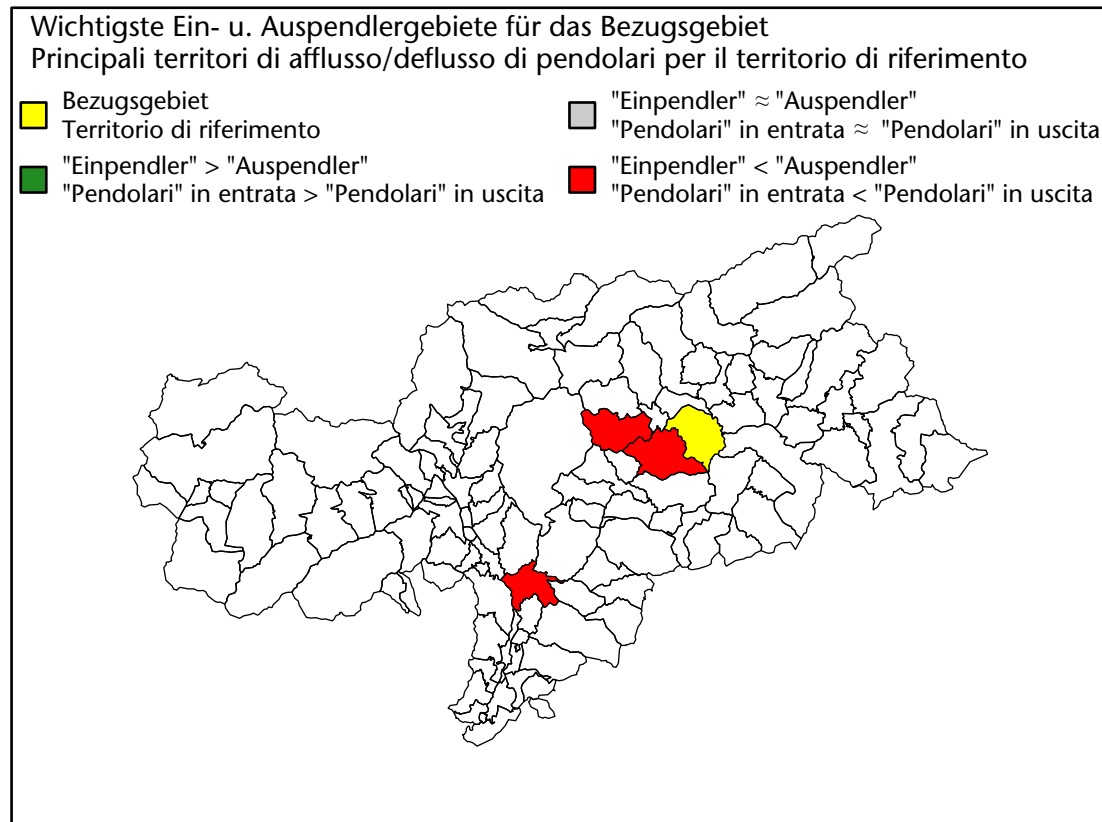 Wichtigste Ein- u. Auspendlergebiete für das Bezugsgebiet
Principali territori di afflusso/deflusso di pendolari per il territorio di riferimento
Bezugsgebiet
Territorio di riferimento
"Einpendler" > "Auspendler"
"Pendolari" in entrata > "Pendolari" in uscita
"Einpendler" ≈ "Auspendler"
"Pendolari" in entrata ≈ "Pendolari" in uscita
"Einpendler" < "Auspendler"
"Pendolari" in entrata < "Pendolari" in uscita